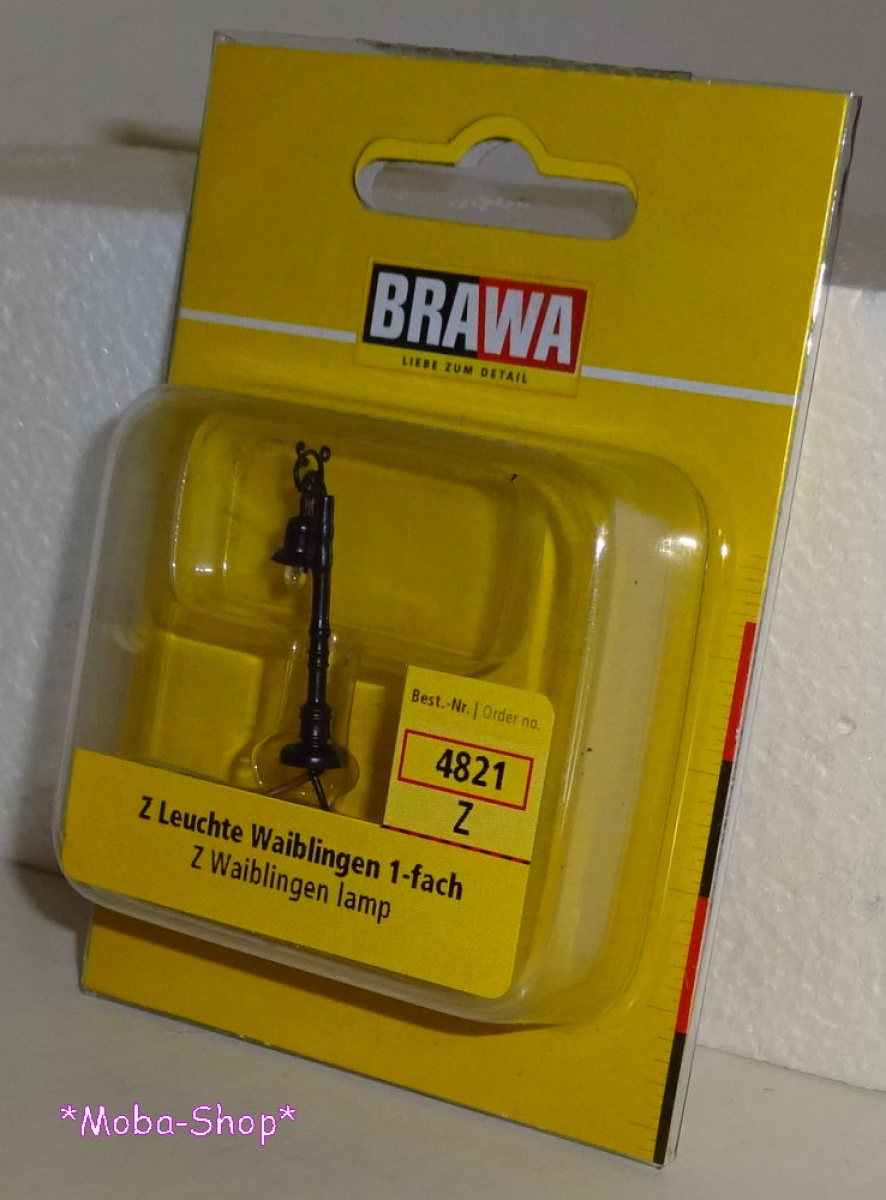 BRAWA
LIEBE ZUM DETAIL
Best.-Nr. | Order no.
4821
Z
Z Leuchte Waiblingen 1-fach
Z Waiblingen lamp
*Moba-Shop*